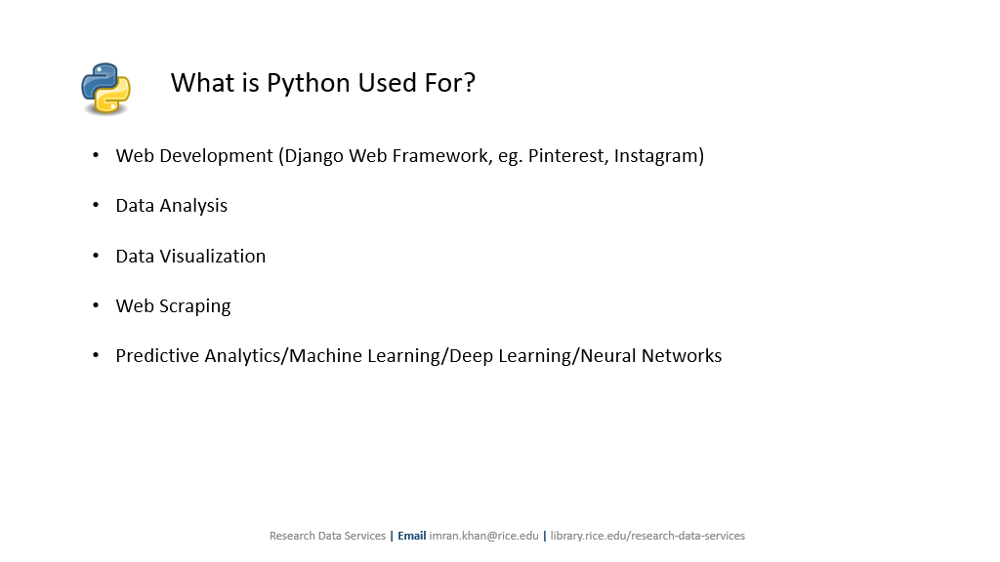 What is Python Used For?
• Web Development (Django Web Framework, eg. Pinterest, Instagram)
• Data Analysis
• Data Visualization
• Web Scraping
• Predictive Analytics/Machine Learning/Deep Learning/Neural Networks
Research Data Services | Email imran.khan@rice.edu | library.rice.edu/research-data-services